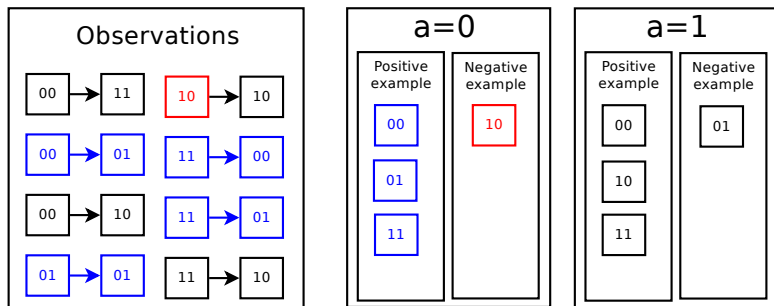 Observations
00 11 10 10
00 01 11 00
00 10 11 01
01 01 11 10
a=0
Positive example
Negative example
00 10
01
11
a=1
Positive example
Negative example
00 01
10
11